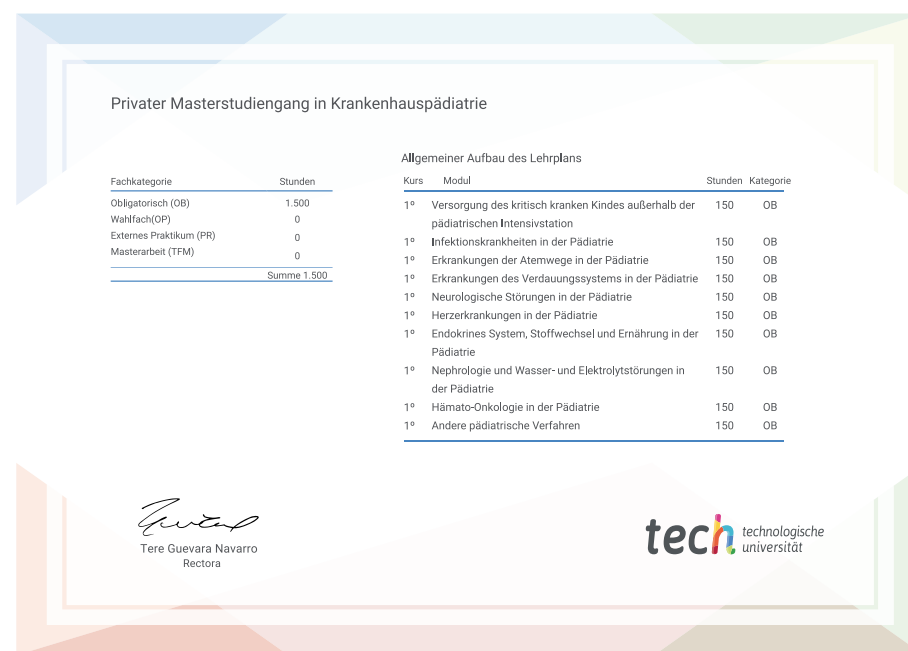 Privater Masterstudiengang in Krankenhauspädiatrie
Fachkategorie Stunden
Obligatorisch (OB) 1.500
Wahlfach(OP) 0
Externes Praktikum (PR) 0
Masterarbeit (TFM) 0
Summe 1.500
Allgemeiner Aufbau des Lehrplans
Kurs Modul Stunden Kategorie
1º Versorgung des kritisch kranken Kindes außerhalb der 150 OB
pädiatrischen Intensivstation
1º Infektionskrankheiten in der Pädiatrie 150 OB
1º Erkrankungen der Atemwege in der Pädiatrie 150 OB
1º Erkrankungen des Verdauungssystems in der Pädiatrie 150 OB
1º Neurologische Störungen in der Pädiatrie 150 OB
1º Herzerkrankungen in der Pädiatrie 150 OB
1º Endokrines System, Stoffwechsel und Ernährung in der 150 OB
Pädiatrie
1º Nephrologie und Wasser- und Elektrolytstörungen in 150 OB
der Pädiatrie
1º Hämato-Onkologie in der Pädiatrie 150 OB
1º Andere pädiatrische Verfahren 150 OB
Tere Guevara Navarro
Rectora
tech technologische
universität